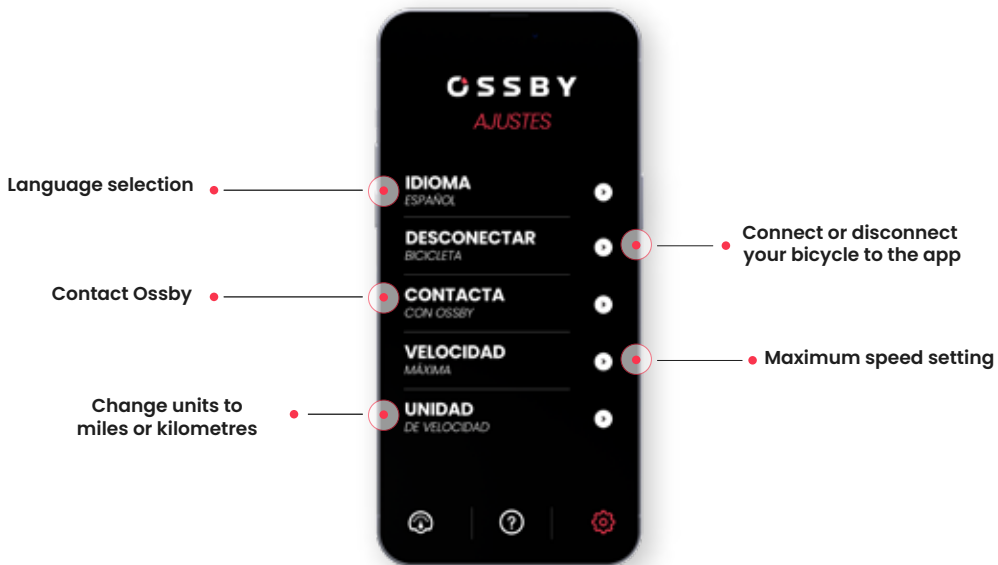 OSSBY
AJUSTES
Language selection
IDIOMA
ESPAÑOL
DESCONECTAR
BICICLETA
Connect or disconnect
your bicycle to the app
Contact Ossby
CONTACTA
CON OSSBY
VELOCIDAD
MÁXIMA
Maximum speed setting
Change units to
miles or kilometres
UNIDAD
DE VELOCIDAD
?